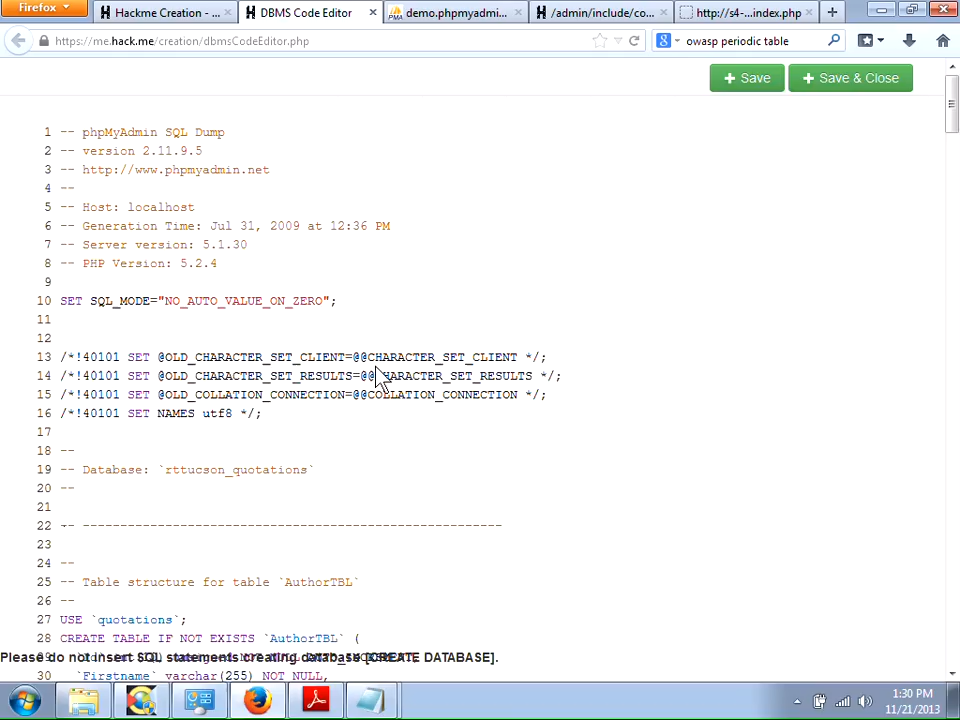 Firefox
Hackme Creation - ...
DBMS Code Editor
demo.phpmyadmin...
/admin/include/co...
http://s4-...index.php
https://me.hack.me/creation/dbmsCodeEditor.php
owasp periodic table
Save
Save & Close
1 -- phpMyAdmin SQL Dump
2 -- version 2.11.9.5
3 -- http://www.phpmyadmin.net
4 --
5 -- Host: localhost
6 -- Generation Time: Jul 31, 2009 at 12:36 PM
7 -- Server version: 5.1.30
8 -- PHP Version: 5.2.4
9
10 SET SQL_MODE="NO_AUTO_VALUE_ON_ZERO";
11
12
13 /*!40101 SET @OLD_CHARACTER_SET_CLIENT=@@CHARACTER_SET_CLIENT */;
14 /*!40101 SET @OLD_CHARACTER_SET_RESULTS=@@CHARACTER_SET_RESULTS */;
15 /*!40101 SET @OLD_COLLATION_CONNECTION=@@COLLATION_CONNECTION */;
16 /*!40101 SET NAMES utf8 */;
17
18 --
19 -- Database: `rttucson_quotations`
20 --
21
22 -- --------------------------------------------------------
23
24 --
25 -- Table structure for table `AuthorTBL`
26 --
27 USE `quotations`;
28 CREATE TABLE IF NOT EXISTS `AuthorTBL` (
Please do not insert SQL statements creating database [CREATE DATABASE].
30 `Firstname` varchar(255) NOT NULL,
1:30 PM
11/21/2013